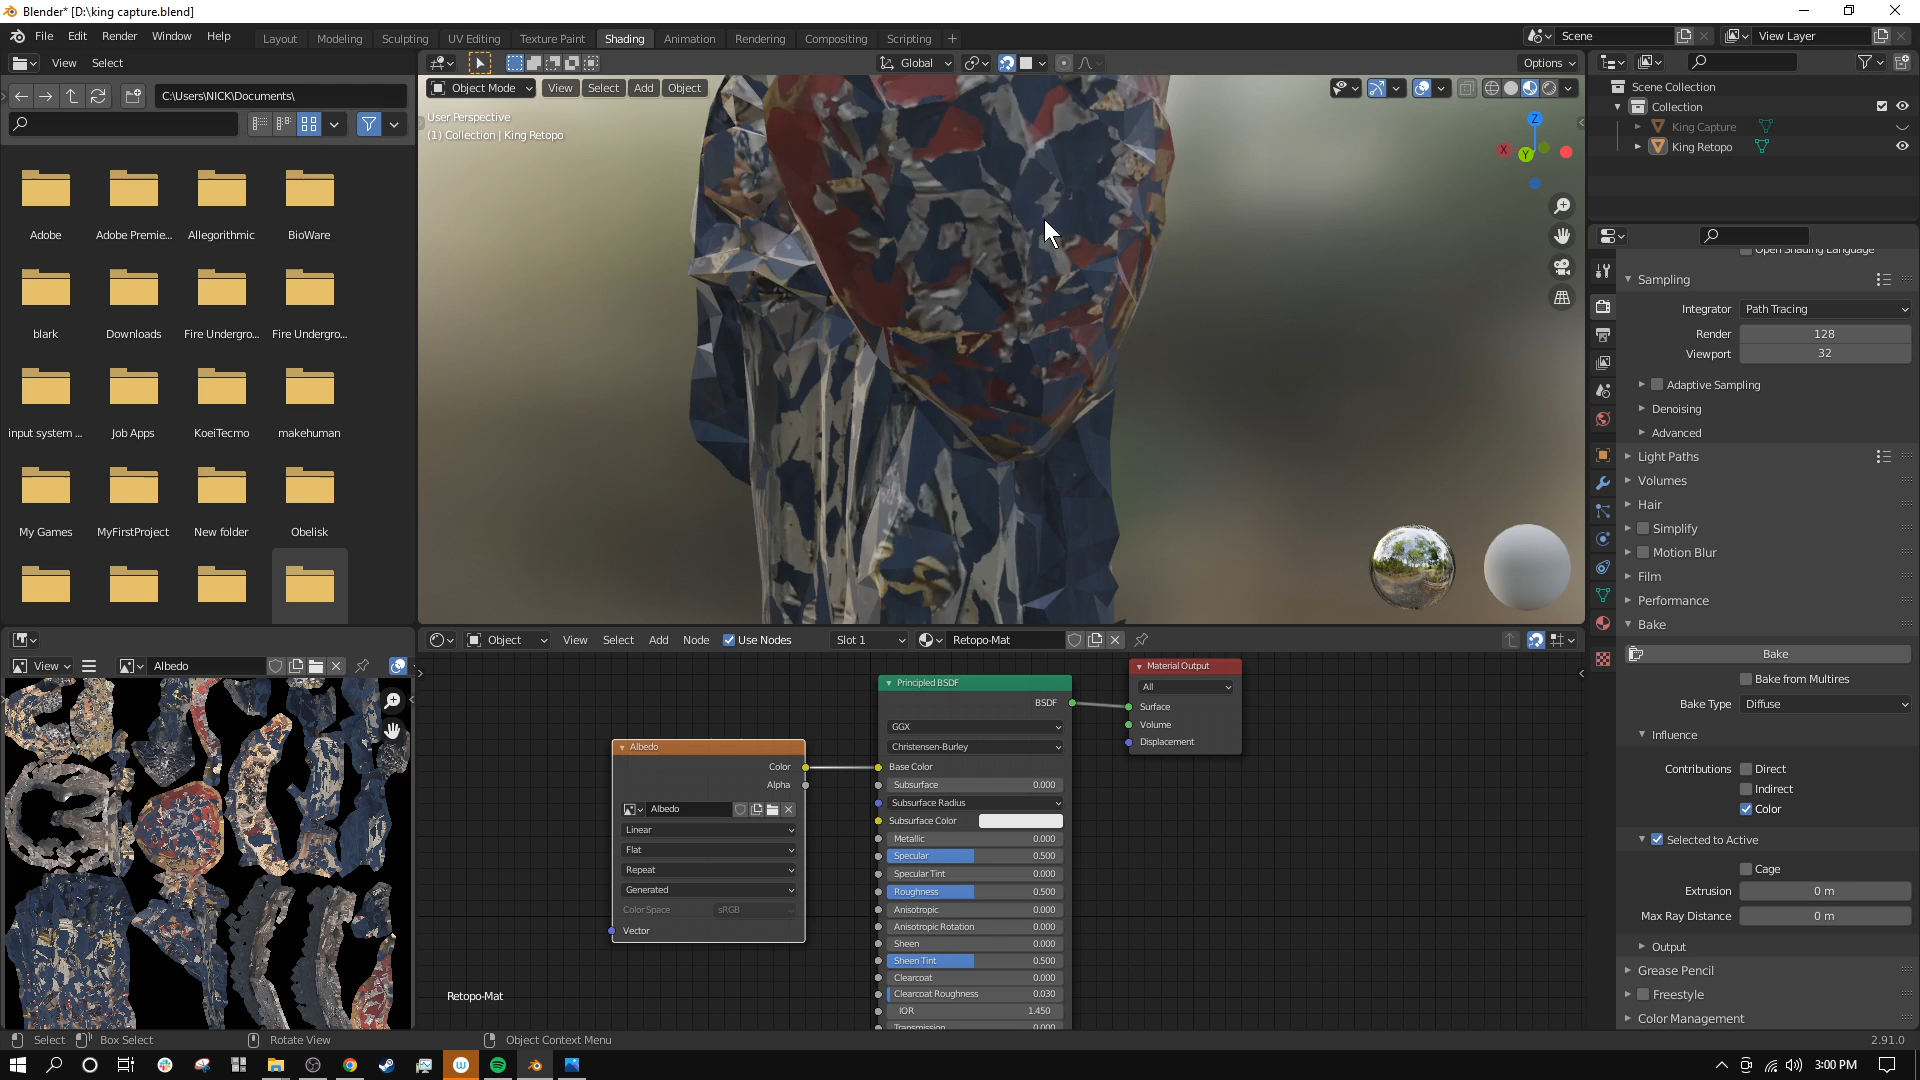 Blender* [D:\king capture.blend]
File Edit Render Window Help
Layout Modeling Sculpting UV Editing Texture Paint Shading Animation Rendering Compositing Scripting +
Scene View Layer
View Select
Global Options
C:\Users\NICK\Documents\
Object Mode View Select Add Object
User Perspective
(1) Collection | King Retopo
Z
X
Y
Scene Collection
Collection
King Capture
King Retopo
Adobe Adobe Premie... Allegorithmic BioWare
blark Downloads Fire Undergro... Fire Undergro...
input system ... Job Apps KoeiTecmo makehuman
My Games MyFirstProject New folder Obelisk
Open Shading Language
Sampling
Integrator Path Tracing
Render 128
Viewport 32
Adaptive Sampling
Denoising
Advanced
Light Paths
Volumes
Hair
Simplify
Motion Blur
Film
Performance
Bake
Bake
Bake from Multires
Bake Type Diffuse
Influence
Contributions Direct
Indirect
Color
Selected to Active
Cage
Extrusion 0 m
Max Ray Distance 0 m
Output
Grease Pencil
Freestyle
Color Management
View Albedo
Object View Select Add Node Use Nodes Slot 1 Retopo-Mat
Albedo
Color
Alpha
Albedo
Linear
Flat
Repeat
Generated
Color Space sRGB
Vector
Principled BSDF
BSDF
GGX
Christensen-Burley
Base Color
Subsurface 0.000
Subsurface Radius
Subsurface Color
Metallic 0.000
Specular 0.500
Specular Tint 0.000
Roughness 0.500
Anisotropic 0.000
Anisotropic Rotation 0.000
Sheen 0.000
Sheen Tint 0.500
Clearcoat 0.000
Clearcoat Roughness 0.030
IOR 1.450
Transmission 0.000
Material Output
All
Surface
Volume
Displacement
Retopo-Mat
Select Box Select Rotate View Object Context Menu 2.91.0
3:00 PM